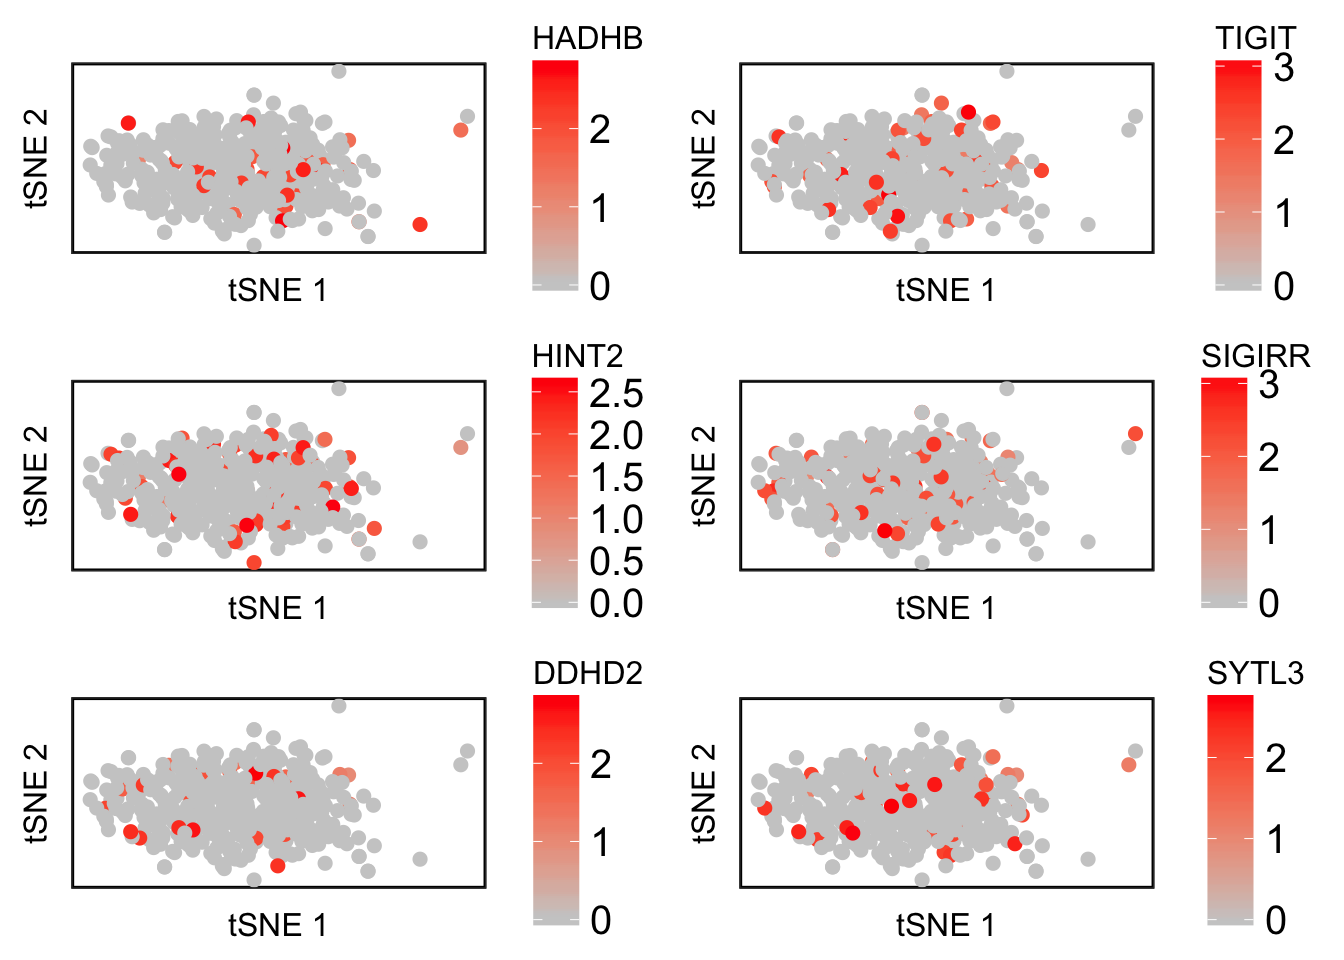 HADHB
tSNE 2
2
1
0
tSNE 1
TIGIT
tSNE 2
3
2
1
0
tSNE 1
HINT2
tSNE 2
2.5
2.0
1.5
1.0
0.5
0.0
tSNE 1
SIGIRR
tSNE 2
3
2
1
0
tSNE 1
DDHD2
tSNE 2
2
1
0
tSNE 1
SYTL3
tSNE 2
2
1
0
tSNE 1